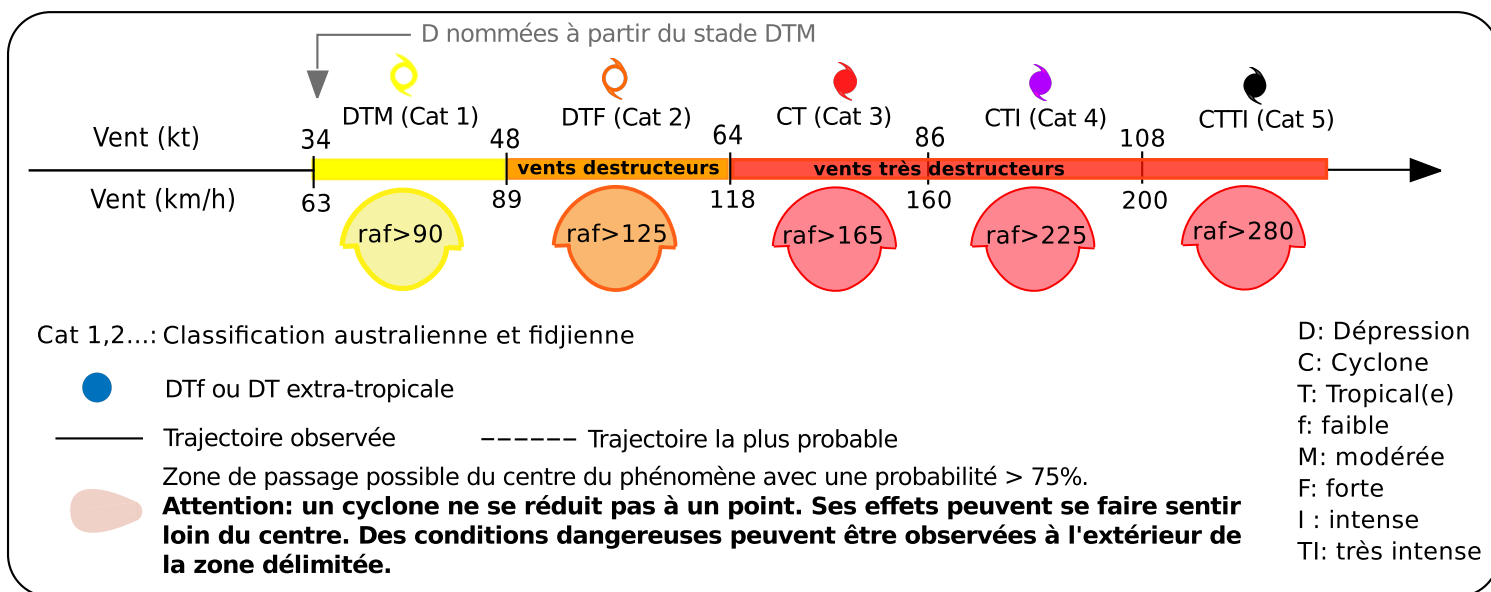 D nommées à partir du stade DTM
DTM (Cat 1) DTF (Cat 2) CT (Cat 3) CTI (Cat 4) CTTI (Cat 5)
Vent (kt) 34 48 64 86 108
vents destructeurs vents très destructeurs
Vent (km/h) 63 89 118 160 200
raf>90 raf>125 raf>165 raf>225 raf>280
Cat 1,2...: Classification australienne et fidjienne
DTf ou DT extra-tropicale
Trajectoire observée Trajectoire la plus probable
Zone de passage possible du centre du phénomène avec une probabilité > 75%.
Attention: un cyclone ne se réduit pas à un point. Ses effets peuvent se faire sentir
loin du centre. Des conditions dangereuses peuvent être observées à l'extérieur de
la zone délimitée.
D: Dépression
C: Cyclone
T: Tropical(e)
f: faible
M: modérée
F: forte
I : intense
TI: très intense